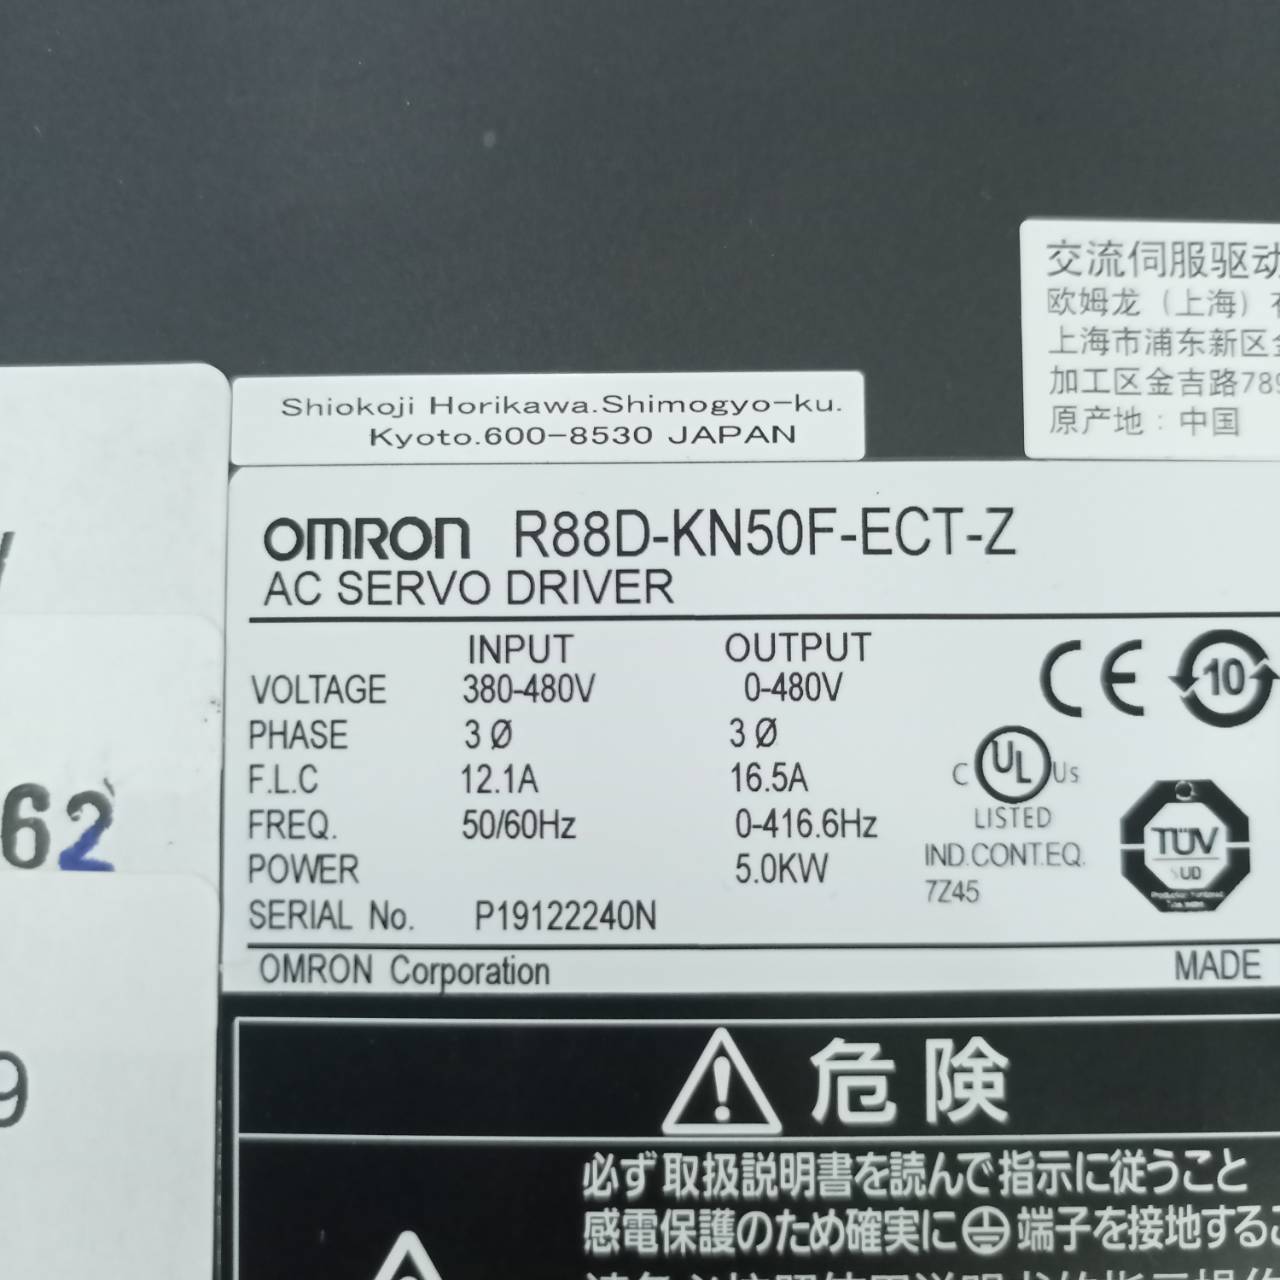 交流伺服驱动
欧姆龙（上海）
上海市浦东新区
加工区金吉路789
原产地：中国
Shiokoji Horikawa.Shimogyo-ku.
Kyoto.600-8530 JAPAN
OMRON R88D-KN50F-ECT-Z
AC SERVO DRIVER
INPUT OUTPUT
VOLTAGE 380-480V 0-480V
PHASE 3Ø 3Ø
F.L.C 12.1A 16.5A
FREQ. 50/60Hz 0-416.6Hz
POWER 5.0KW
SERIAL No. P19122240N
CE 10
C UL US
LISTED
IND.CONT.EQ.
7Z45
TÜV
SUD
OMRON Corporation MADE
62
9
危険
必ず取扱説明書を読んで指示に従うこと
感電保護のため確実に端子を接地するこ